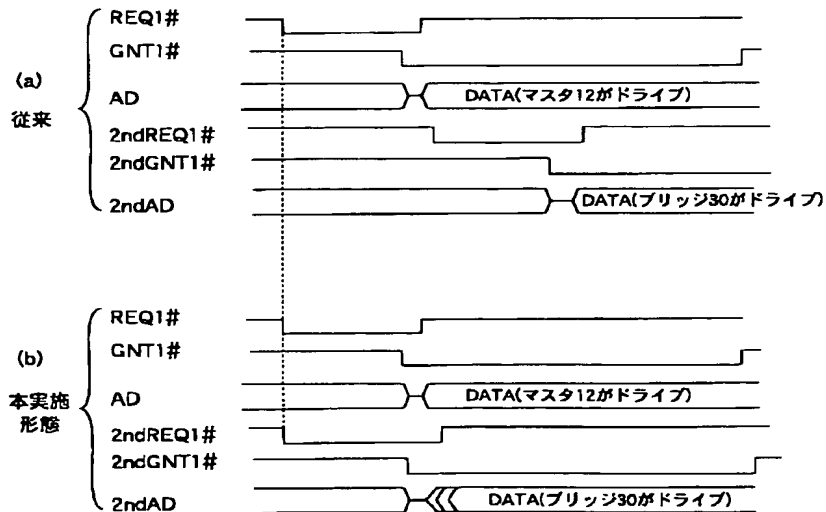 (a)
従来
REQ1#
GNT1#
AD
DATA(マスタ12がドライブ)
2ndREQ1#
2ndGNT1#
2ndAD
DATA(ブリッジ30がドライブ)
(b)
本実施
形態
REQ1#
GNT1#
AD
DATA(マスタ12がドライブ)
2ndREQ1#
2ndGNT1#
2ndAD
DATA(ブリッジ30がドライブ)